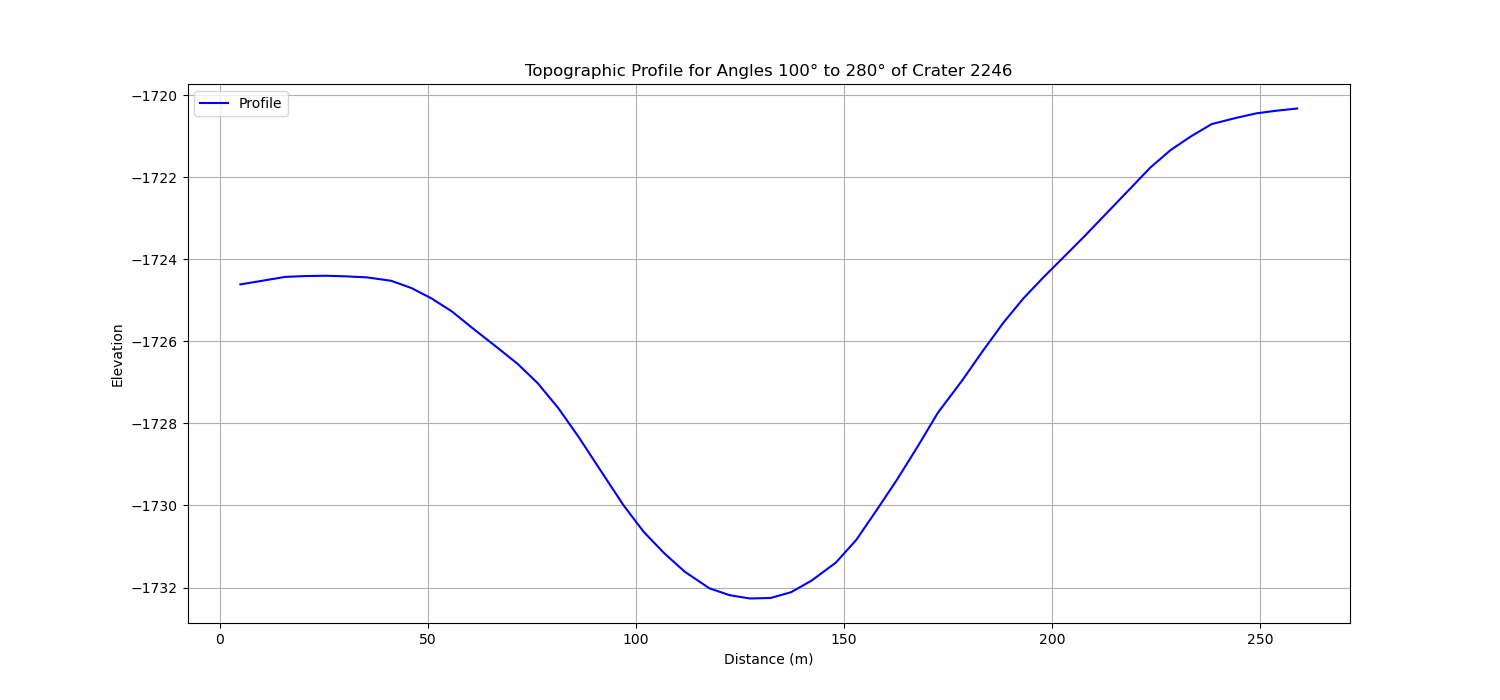 Topographic Profile for Angles 100° to 280° of Crater 2246
Profile
−1720
−1722
−1724
−1726
−1728
−1730
−1732
Elevation
0 50 100 150 200 250
Distance (m)